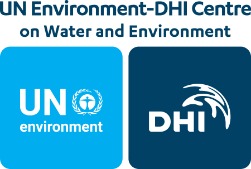 UN Environment-DHI Centre
on Water and Environment
UN
environment
DHI